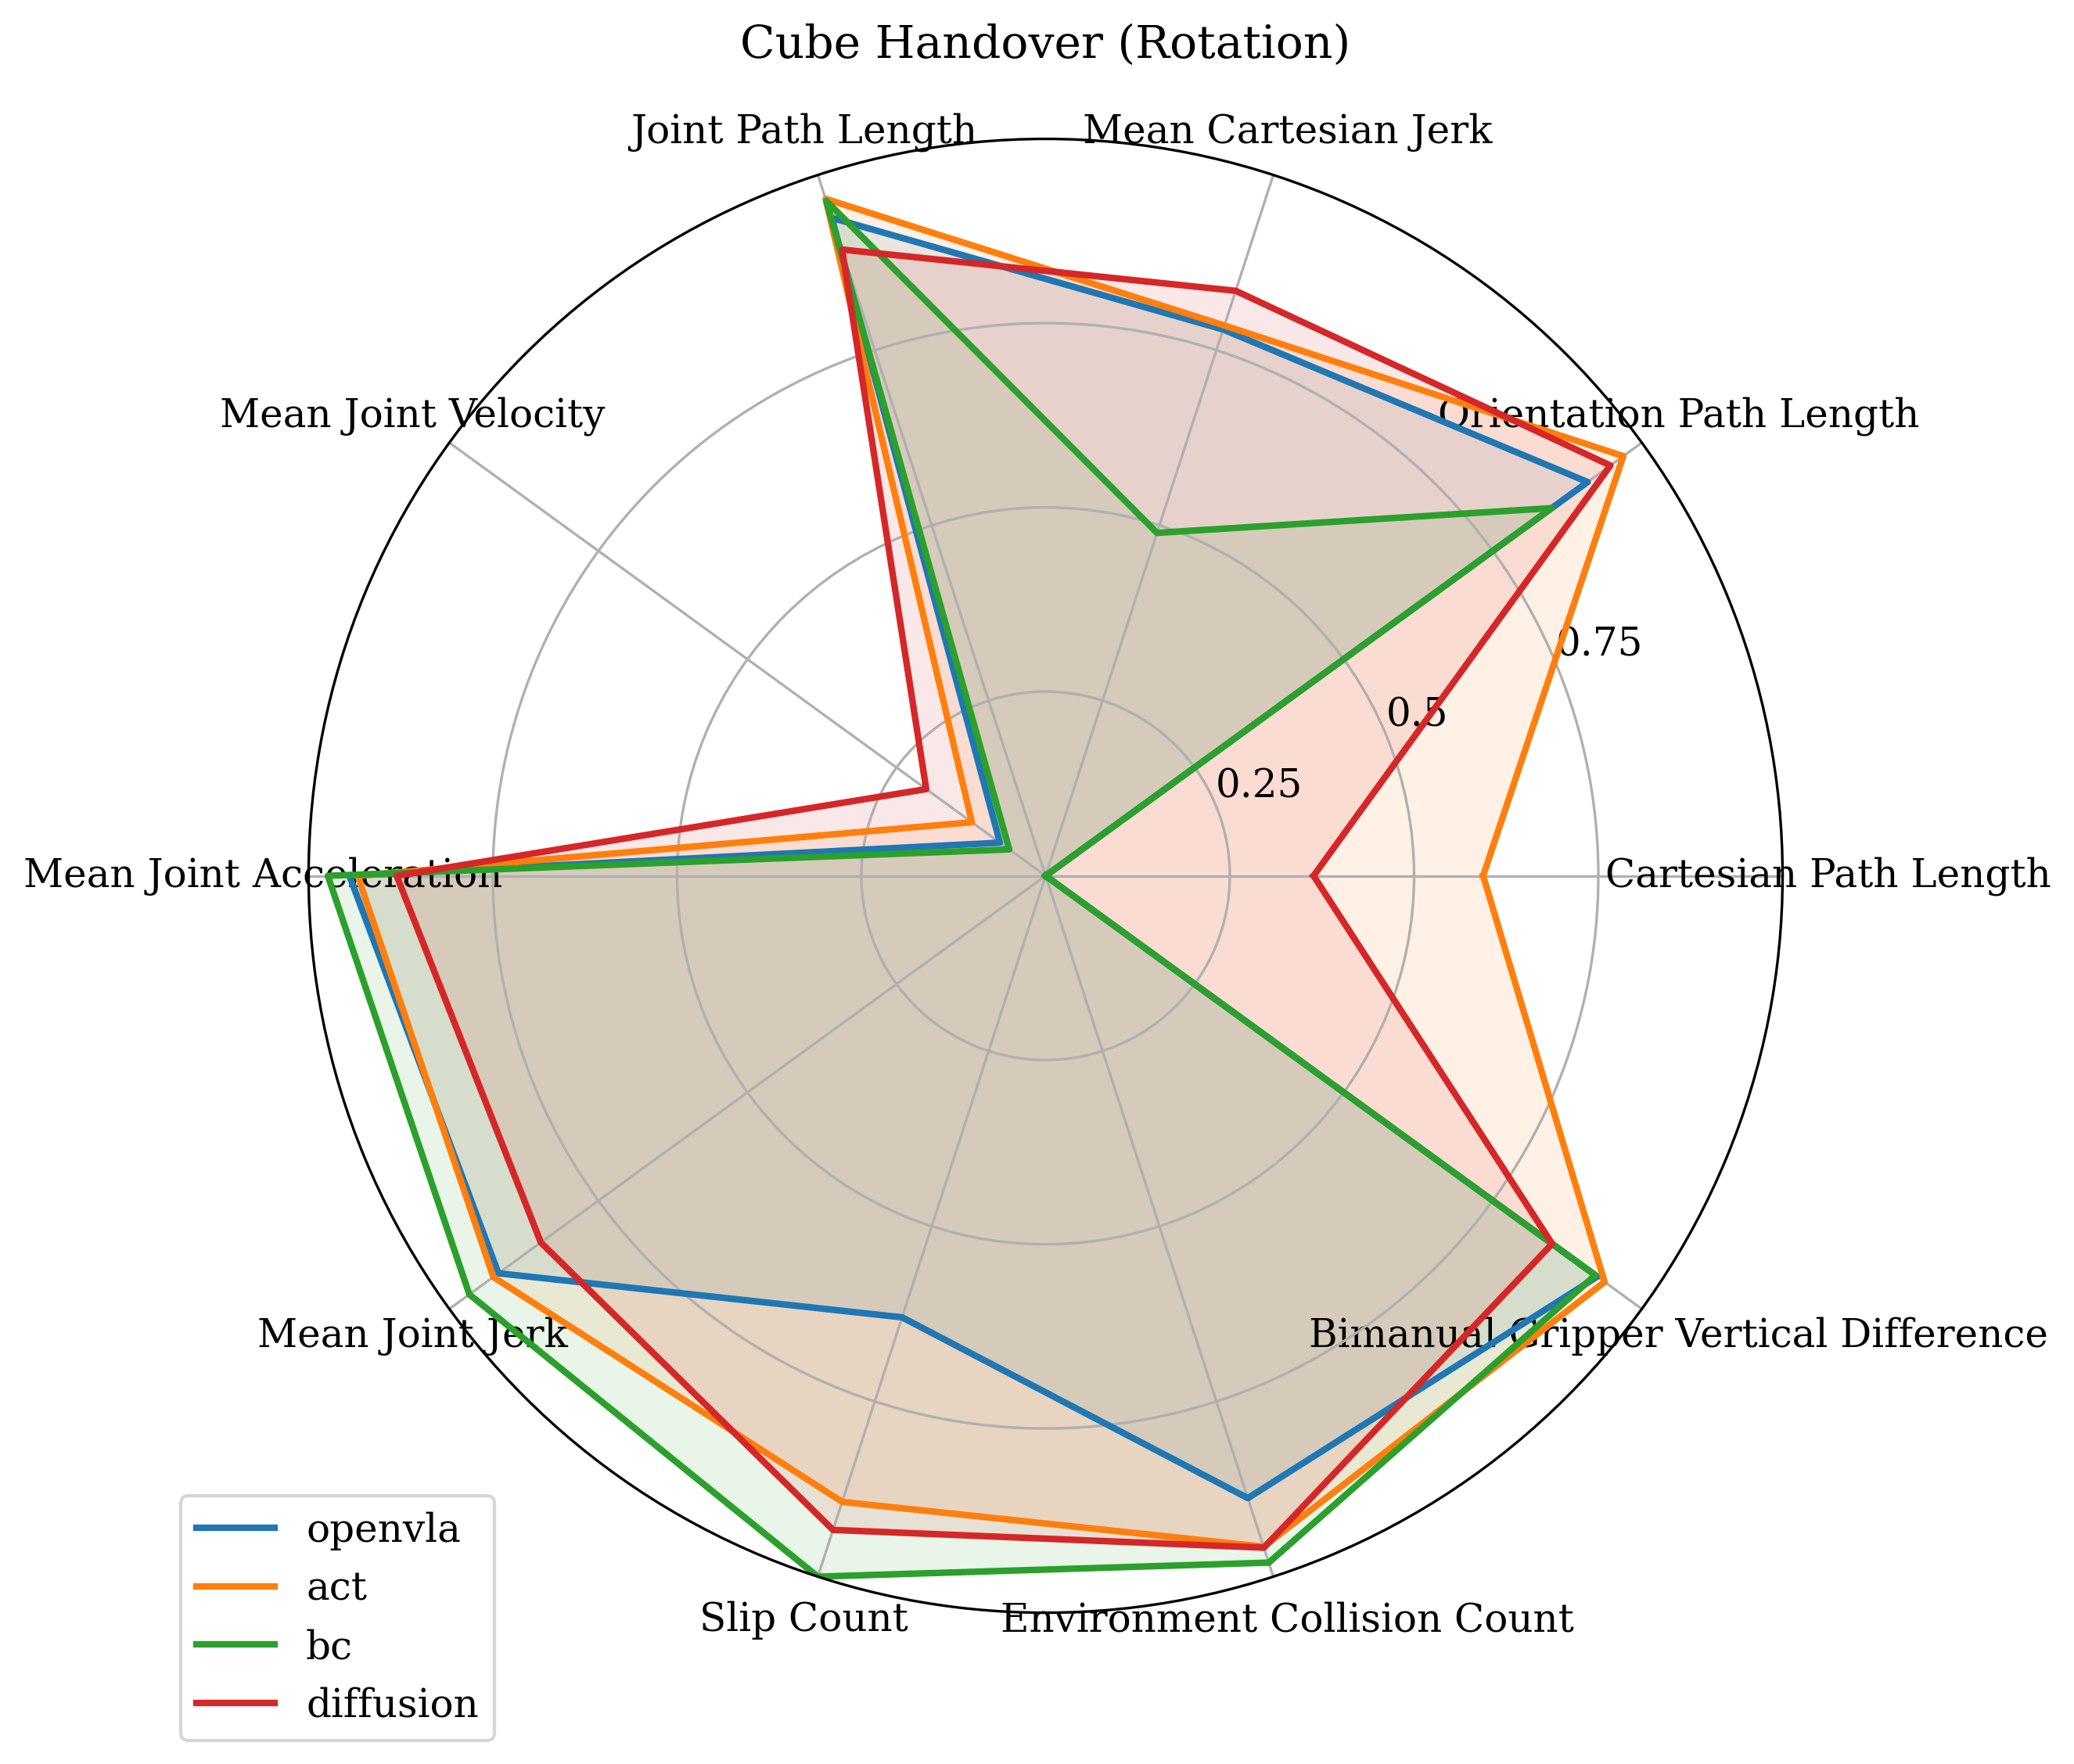 Cube Handover (Rotation)
Joint Path Length
Mean Cartesian Jerk
Mean Joint Velocity
Orientation Path Length
0.75
0.5
0.25
Mean Joint Acceleration
Cartesian Path Length
Mean Joint Jerk
Bimanual Gripper Vertical Difference
Slip Count
Environment Collision Count
openvla
act
bc
diffusion